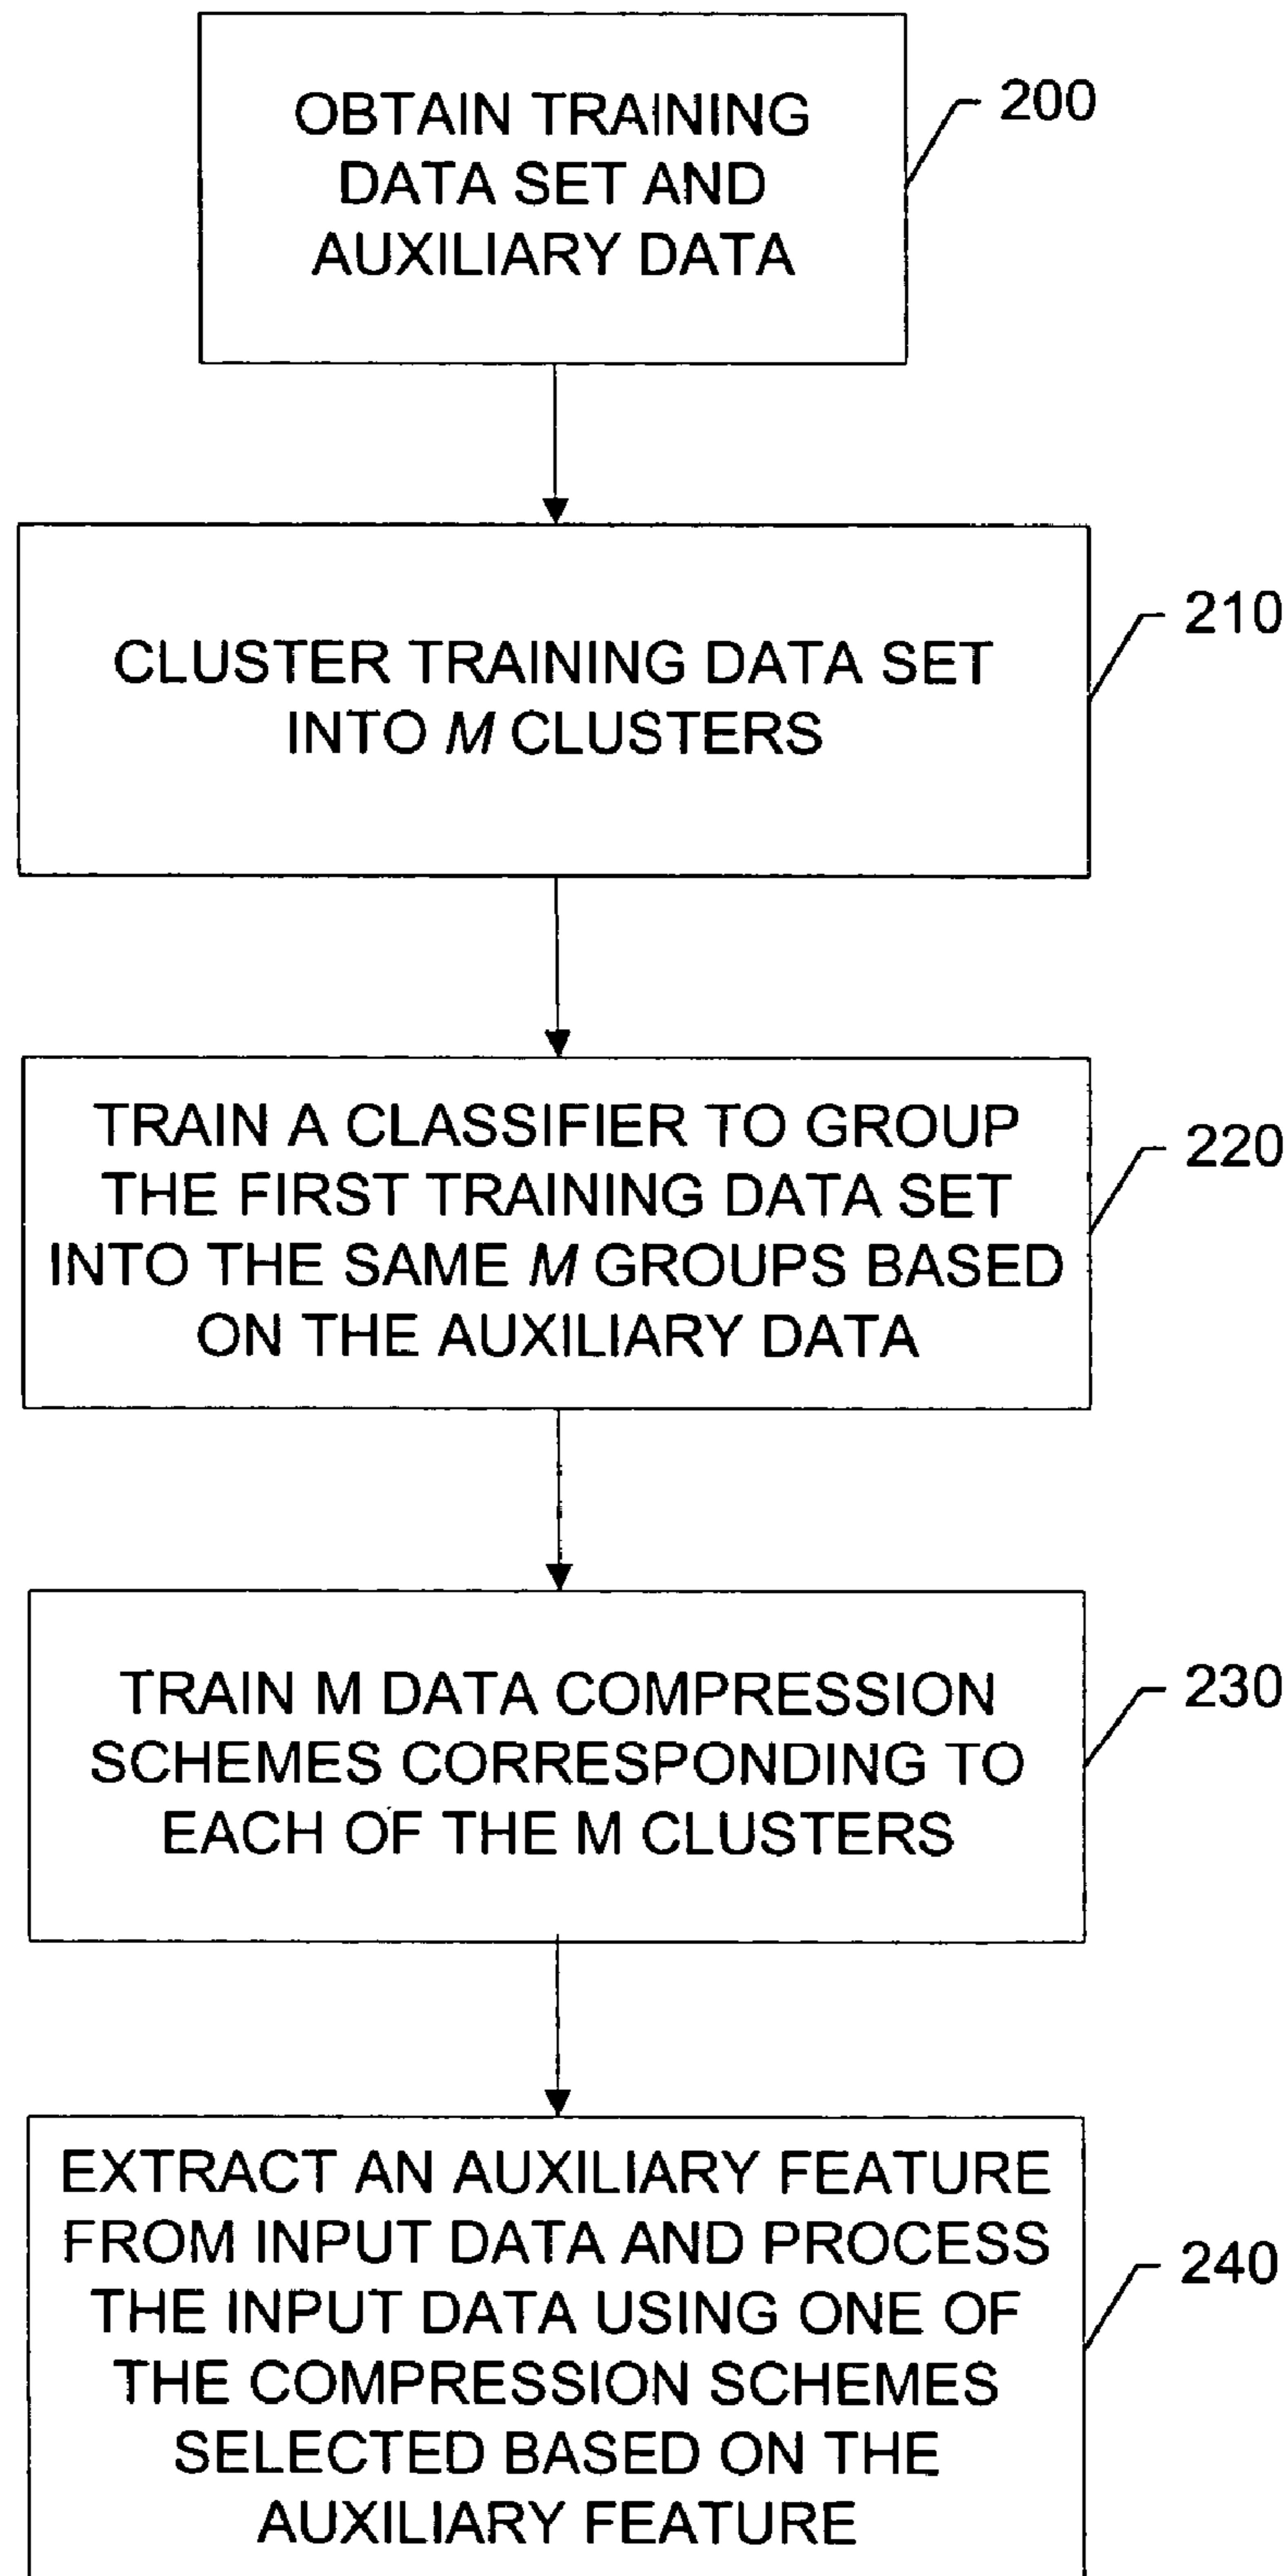 OBTAIN TRAINING
DATA SET AND
AUXILIARY DATA
200
CLUSTER TRAINING DATA SET
INTO M CLUSTERS
210
TRAIN A CLASSIFIER TO GROUP
THE FIRST TRAINING DATA SET
INTO THE SAME M GROUPS BASED
ON THE AUXILIARY DATA
220
TRAIN M DATA COMPRESSION
SCHEMES CORRESPONDING TO
EACH OF THE M CLUSTERS
230
EXTRACT AN AUXILIARY FEATURE
FROM INPUT DATA AND PROCESS
THE INPUT DATA USING ONE OF
THE COMPRESSION SCHEMES
SELECTED BASED ON THE
AUXILIARY FEATURE
240